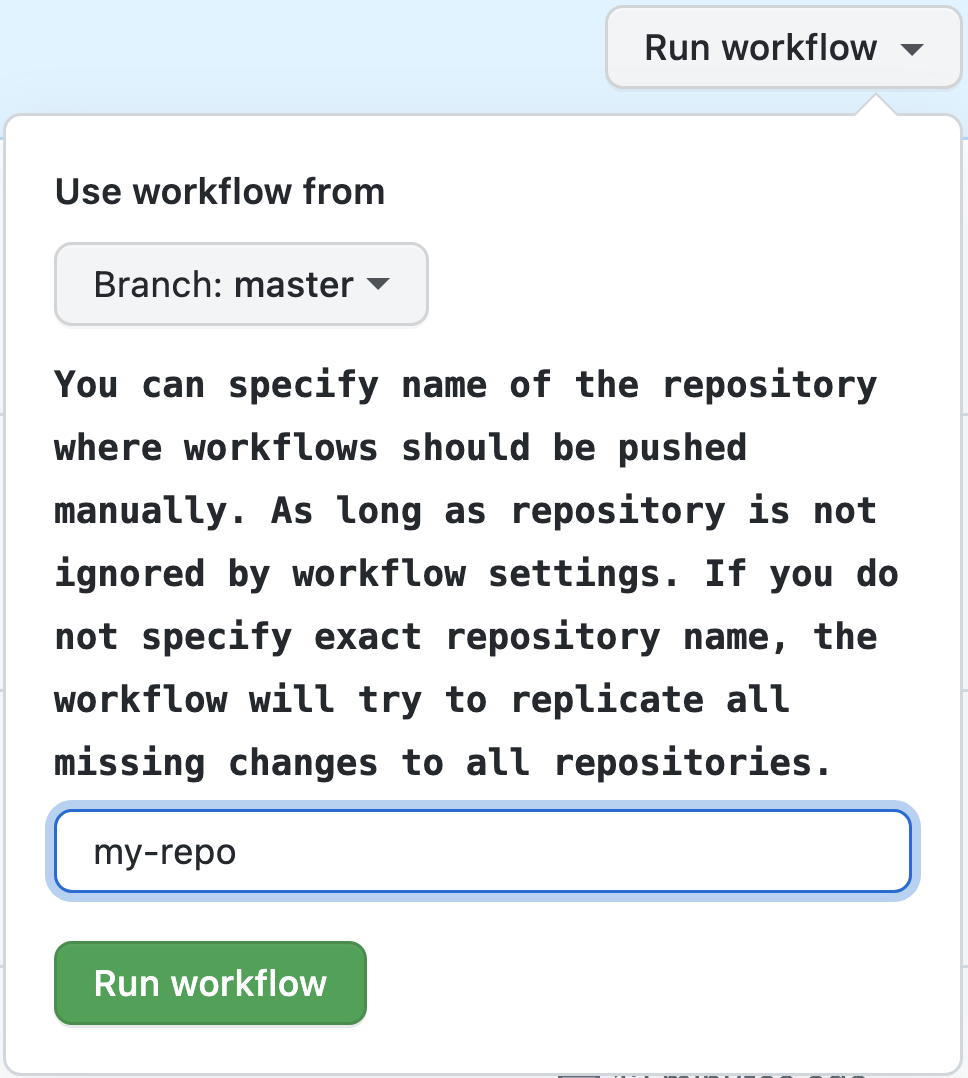 Run workflow
Use workflow from
Branch: master
You can specify name of the repository
where workflows should be pushed
manually. As long as repository is not
ignored by workflow settings. If you do
not specify exact repository name, the
workflow will try to replicate all
missing changes to all repositories.
my-repo
Run workflow
minutes ago